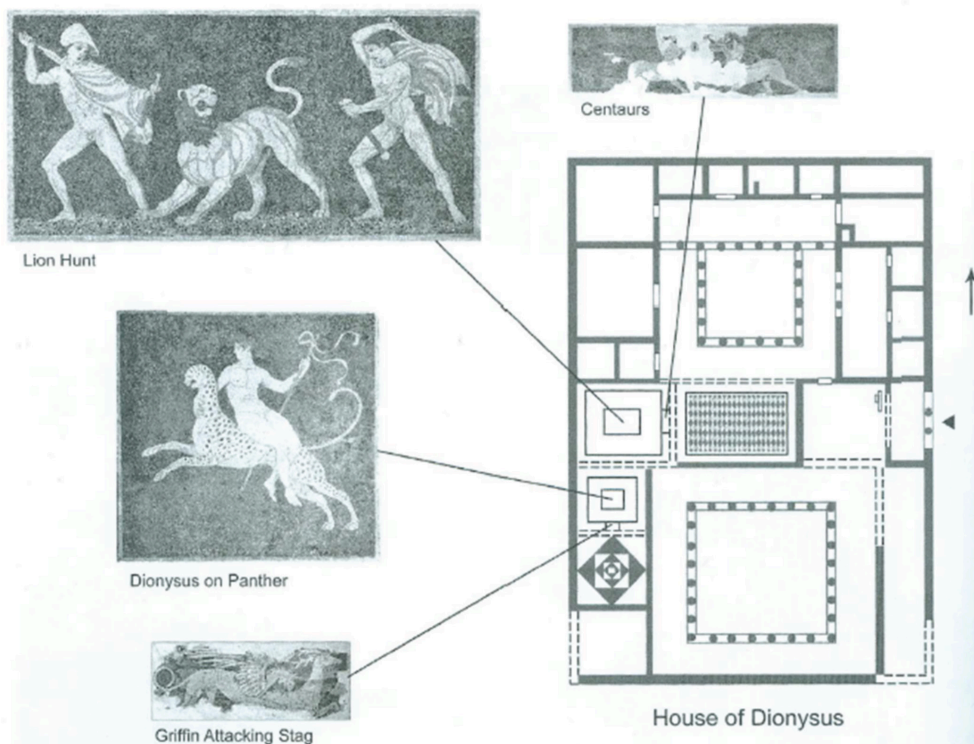 Centaurs
Lion Hunt
Dionysus on Panther
Griffin Attacking Stag
House of Dionysus